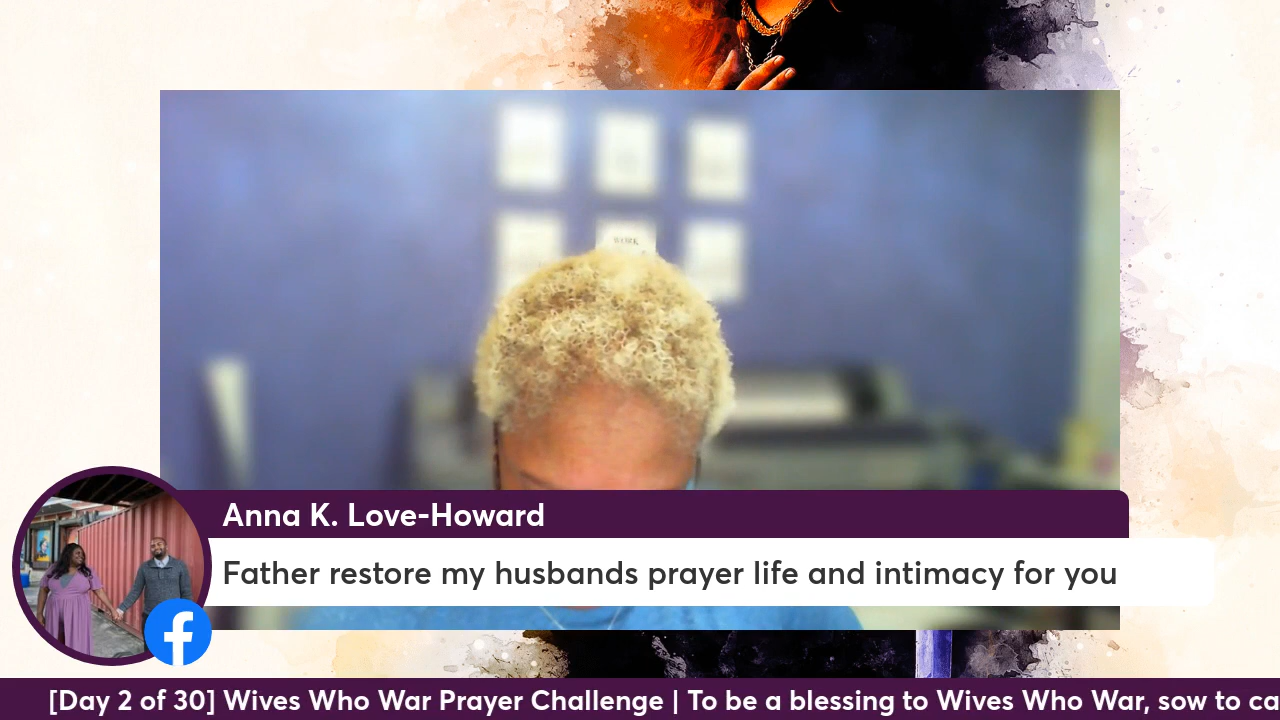 WORK
Anna K. Love-Howard
Father restore my husbands prayer life and intimacy for you
[Day 2 of 30] Wives Who War Prayer Challenge | To be a blessing to Wives Who War, sow to ca